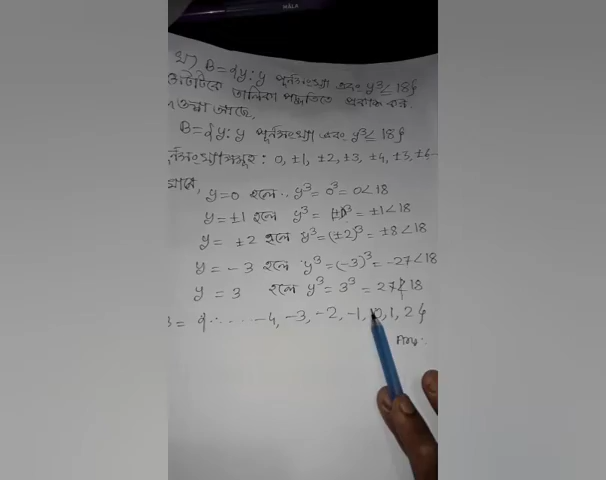 খ) B = {y : y পূর্ণসংখ্যা এবং y³ ≤ 18}
সেটটিকে তালিকা পদ্ধতিতে প্রকাশ কর।
দেওয়া আছে,
B = {y : y পূর্ণসংখ্যা এবং y³ ≤ 18}
পূর্ণসংখ্যাসমূহ : 0, ±1, ±2, ±3, ±4,
এখানে,
y = 0 হলে, y³ = 0³ = 0 < 18
y = ±1 হলে y³ = (±1)³ = ±1 < 18
y = ±2 হলে y³ = (±2)³ = ±8 < 18
y = -3 হলে y³ = (-3)³ = -27 < 18
y = 3 হলে y³ = 3³ = 27 ≮ 18
B = {...... -4, -3, -2, -1, 0, 1, 2}
Ans: